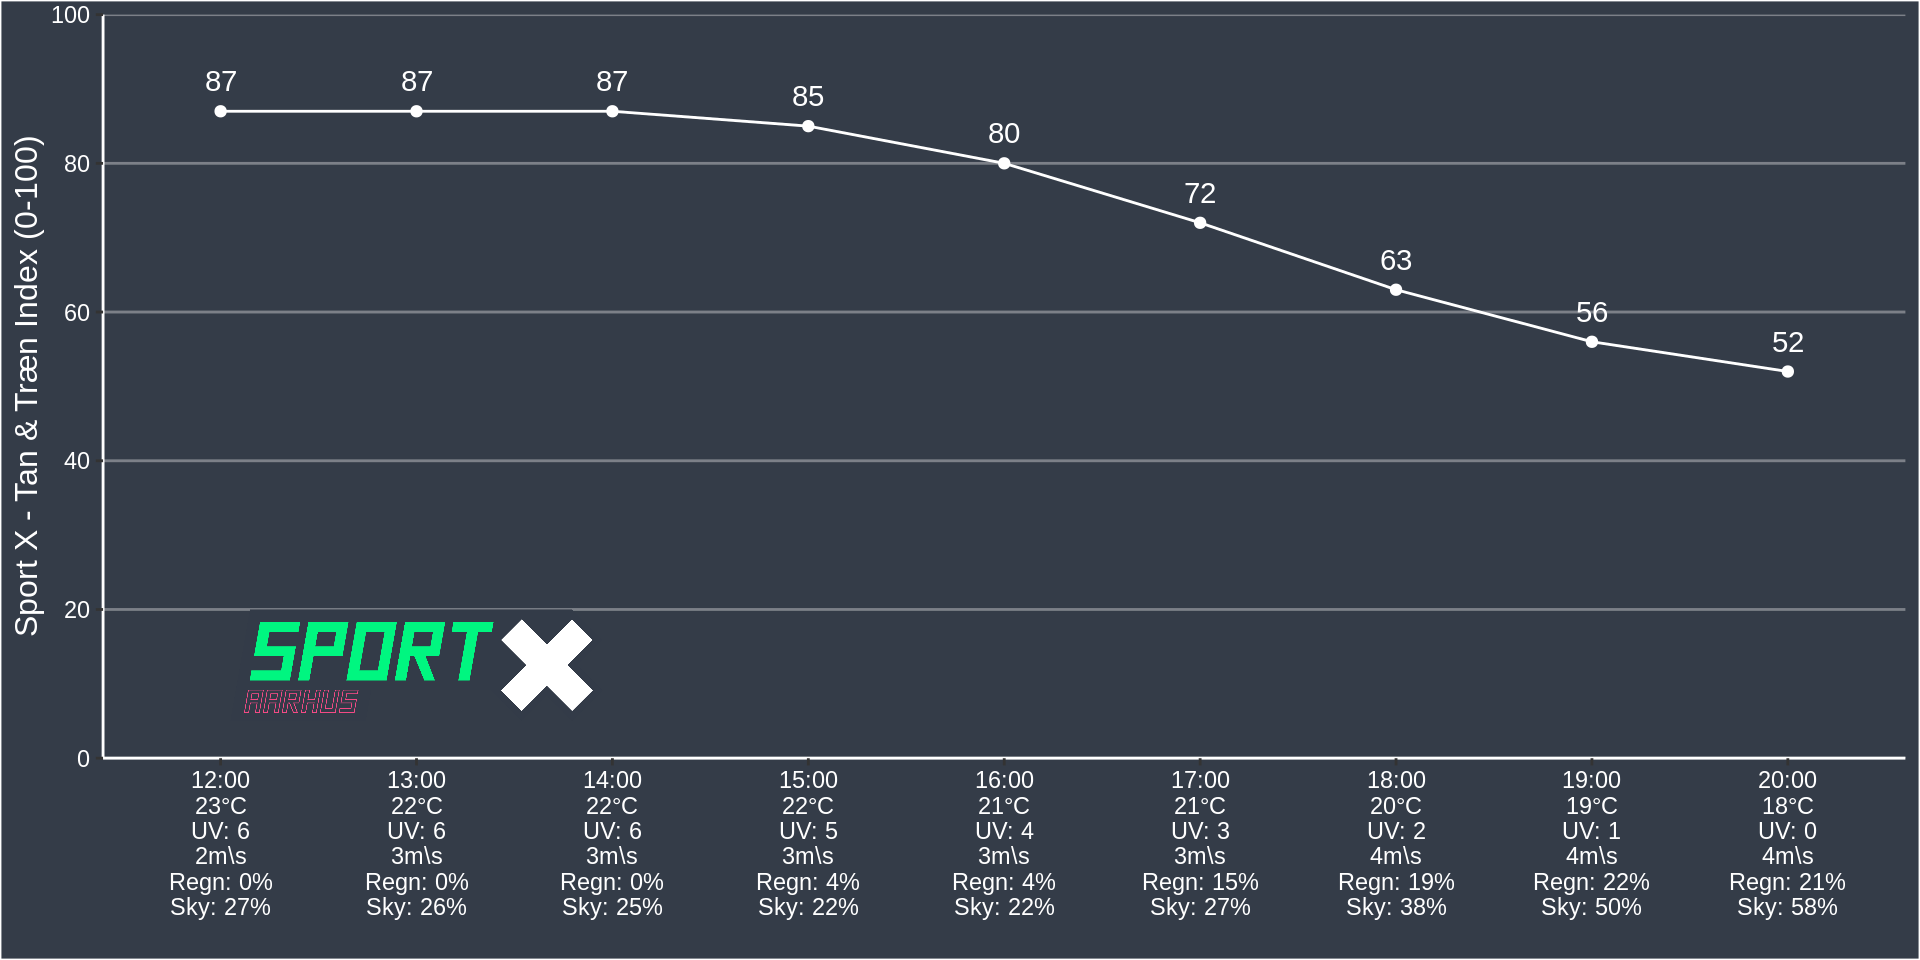 Sport X - Tan & Træn Index (0-100)
100
80
60
40
20
0
87
87
87
85
80
72
63
56
52
SPORT X
AARHUS
12:00
23°C
UV: 6
2m\s
Regn: 0%
Sky: 27%
13:00
22°C
UV: 6
3m\s
Regn: 0%
Sky: 26%
14:00
22°C
UV: 6
3m\s
Regn: 0%
Sky: 25%
15:00
22°C
UV: 5
3m\s
Regn: 4%
Sky: 22%
16:00
21°C
UV: 4
3m\s
Regn: 4%
Sky: 22%
17:00
21°C
UV: 3
3m\s
Regn: 15%
Sky: 27%
18:00
20°C
UV: 2
4m\s
Regn: 19%
Sky: 38%
19:00
19°C
UV: 1
4m\s
Regn: 22%
Sky: 50%
20:00
18°C
UV: 0
4m\s
Regn: 21%
Sky: 58%